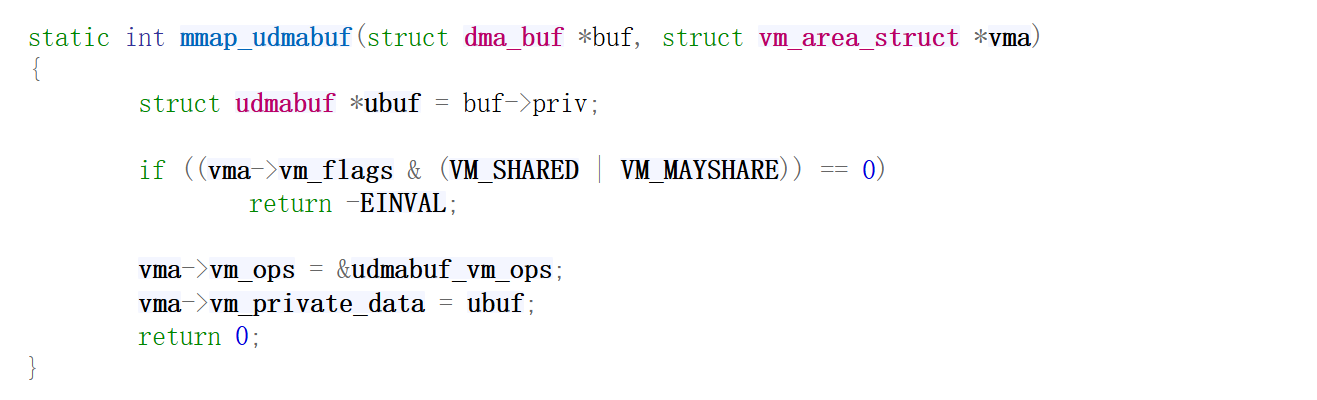 static int mmap_udmabuf(struct dma_buf *buf, struct vm_area_struct *vma)
{
        struct udmabuf *ubuf = buf->priv;

        if ((vma->vm_flags & (VM_SHARED | VM_MAYSHARE)) == 0)
                return -EINVAL;

        vma->vm_ops = &udmabuf_vm_ops;
        vma->vm_private_data = ubuf;
        return 0;
}